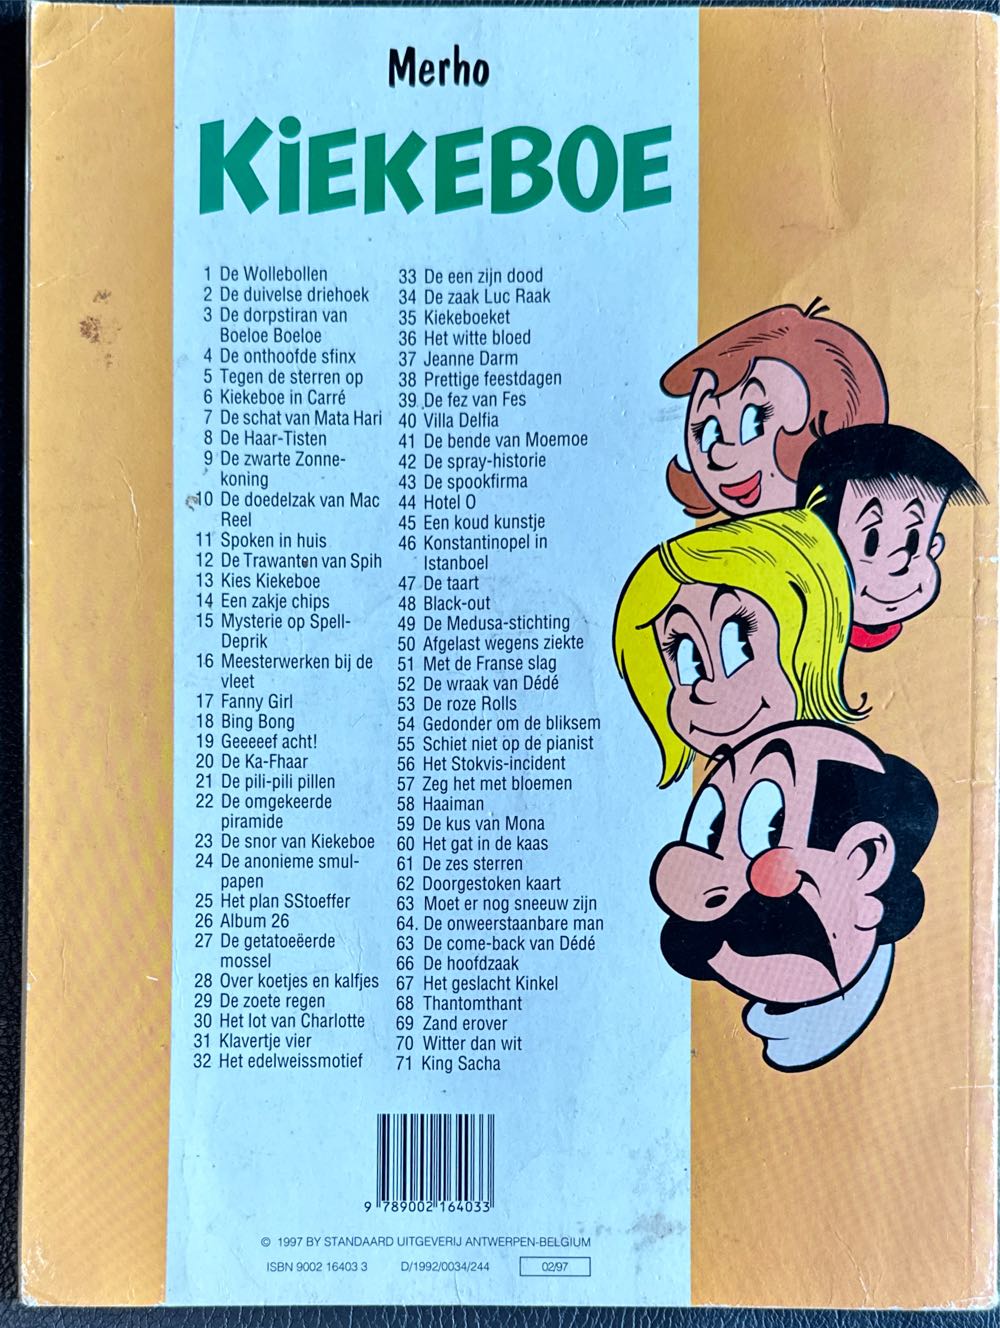 Merho
KiEKEBOE
1 De Wollebollen
2 De duivelse driehoek
3 De dorpstiran van
Boeloe Boeloe
4 De onthoofde sfinx
5 Tegen de sterren op
6 Kiekeboe in Carré
7 De schat van Mata Hari
8 De Haar-Tisten
9 De zwarte Zonne-
koning
10 De doedelzak van Mac
Reel
11 Spoken in huis
12 De Trawanten van Spih
13 Kies Kiekeboe
14 Een zakje chips
15 Mysterie op Spell-
Deprik
16 Meesterwerken bij de
vleet
17 Fanny Girl
18 Bing Bong
19 Geeeeef acht!
20 De Ka-Fhaar
21 De pili-pili pillen
22 De omgekeerde
piramide
23 De snor van Kiekeboe
24 De anonieme smul-
papen
25 Het plan SStoeffer
26 Album 26
27 De getatoeëerde
mossel
28 Over koetjes en kalfjes
29 De zoete regen
30 Het lot van Charlotte
31 Klavertje vier
32 Het edelweissmotief
33 De een zijn dood
34 De zaak Luc Raak
35 Kiekeboeket
36 Het witte bloed
37 Jeanne Darm
38 Prettige feestdagen
39 De fez van Fes
40 Villa Delfia
41 De bende van Moemoe
42 De spray-historie
43 De spookfirma
44 Hotel O
45 Een koud kunstje
46 Konstantinopel in
Istanboel
47 De taart
48 Black-out
49 De Medusa-stichting
50 Afgelast wegens ziekte
51 Met de Franse slag
52 De wraak van Dédé
53 De roze Rolls
54 Gedonder om de bliksem
55 Schiet niet op de pianist
56 Het Stokvis-incident
57 Zeg het met bloemen
58 Haaiman
59 De kus van Mona
60 Het gat in de kaas
61 De zes sterren
62 Doorgestoken kaart
63 Moet er nog sneeuw zijn
64. De onweerstaanbare man
63 De come-back van Dédé
66 De hoofdzaak
67 Het geslacht Kinkel
68 Thantomthant
69 Zand erover
70 Witter dan wit
71 King Sacha
9 789002 164033
© 1997 BY STANDAARD UITGEVERIJ ANTWERPEN-BELGIUM
ISBN 9002 16403 3 D/1992/0034/244 02/97